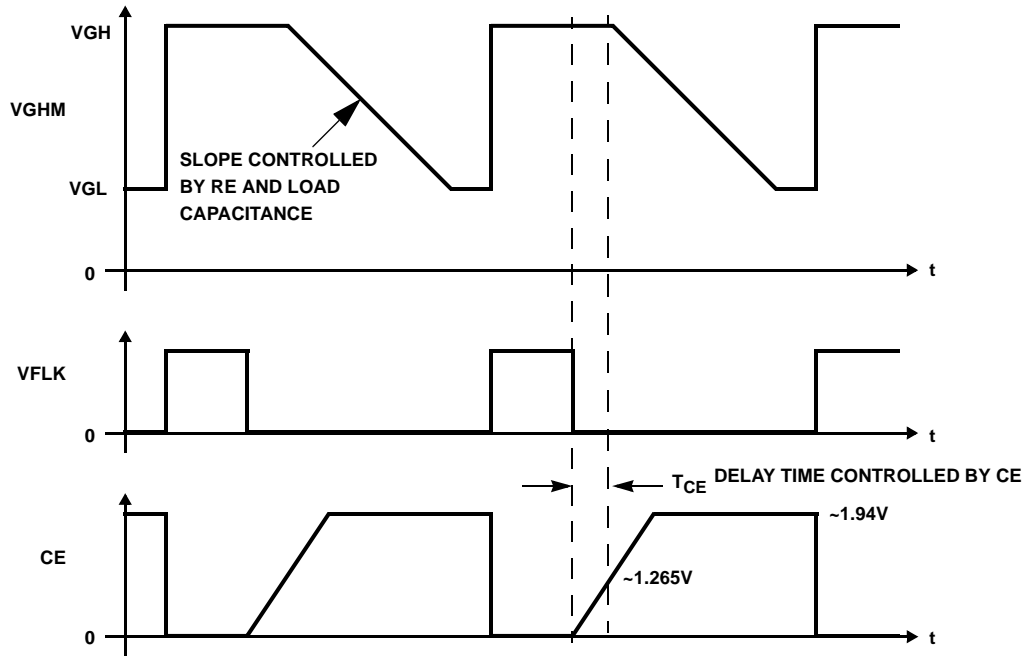 VGH
VGHM
SLOPE CONTROLLED
BY RE AND LOAD
CAPACITANCE
VGL
0
t
VFLK
0
t
TCE DELAY TIME CONTROLLED BY CE
~1.94V
CE
~1.265V
0
t